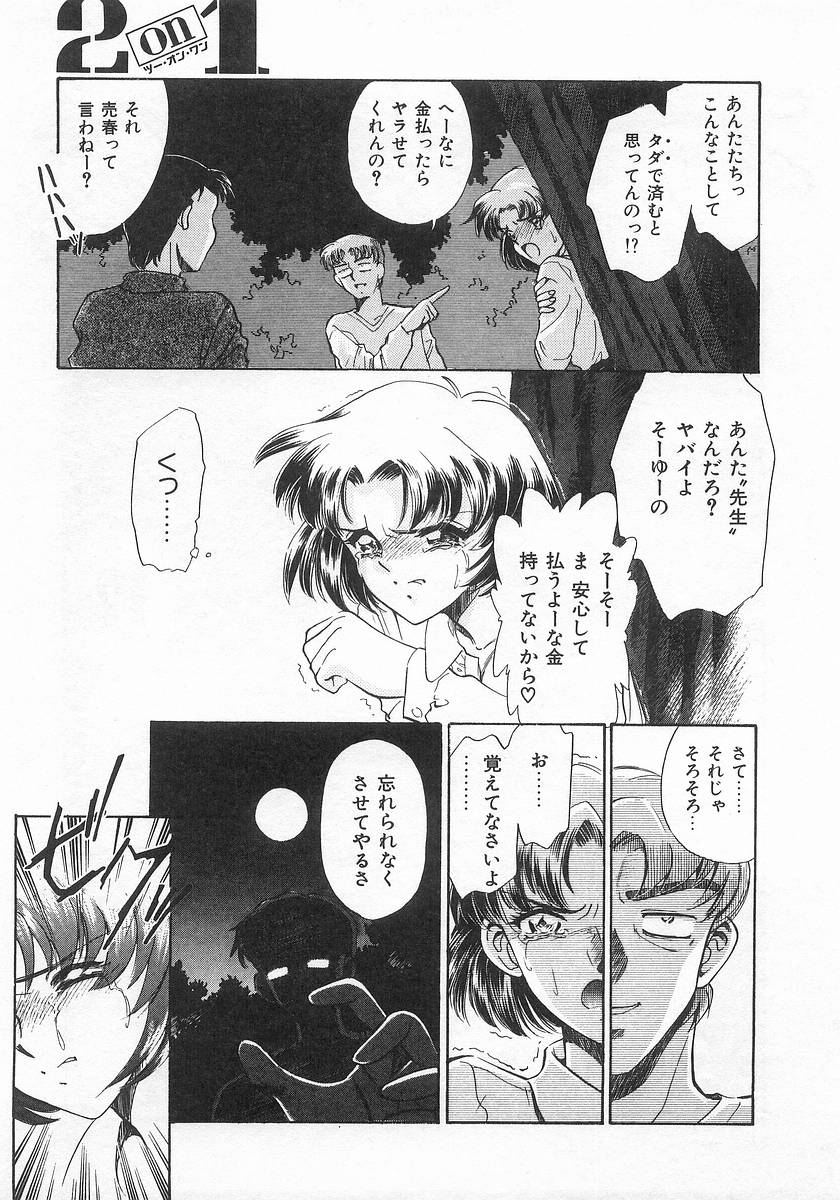 2 on 1
ツー・オン・ワン
あんたたちっ
こんなことして
タダで済むと
思ってんのっ!?
へーなに
金払ったら
ヤラせて
くれんの?
それ
売春って
言わねー?
ハハハ
あんた〝先生〟
なんだろ?
ヤバイよ
そーゆーの
そーそー
ま 安心して
払うよーな金
持ってないから♡
くつ……
さて……
それじゃ
そろそろ…
お……
覚えてなさいよ
………
忘れられなく
させてやるさ